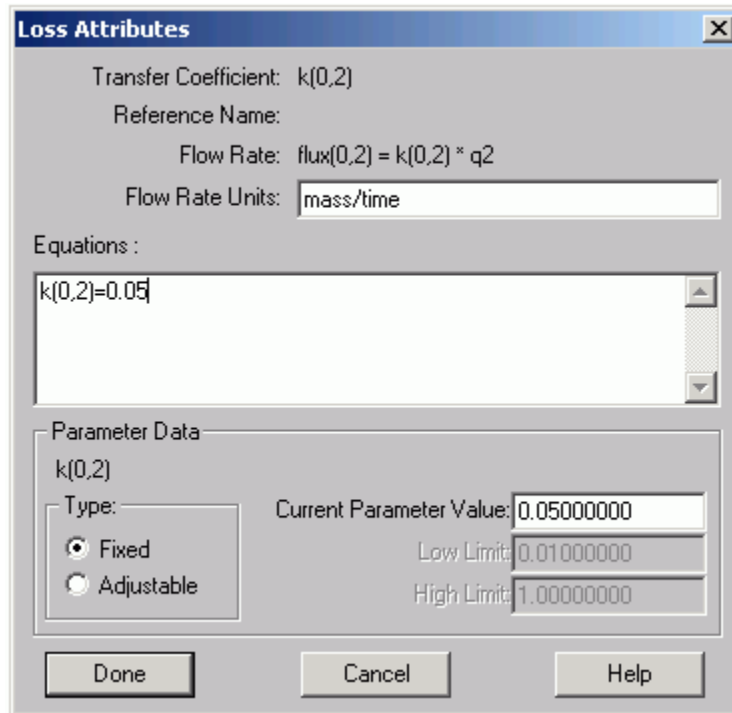 Loss Attributes
Transfer Coefficient: k(0,2)
Reference Name:
Flow Rate: flux(0,2) = k(0,2) * q2
Flow Rate Units: mass/time
Equations :
k(0,2)=0.05
Parameter Data
k(0,2)
Type:
Fixed
Adjustable
Current Parameter Value: 0.05000000
Low Limit: 0.01000000
High Limit: 1.00000000
Done Cancel Help